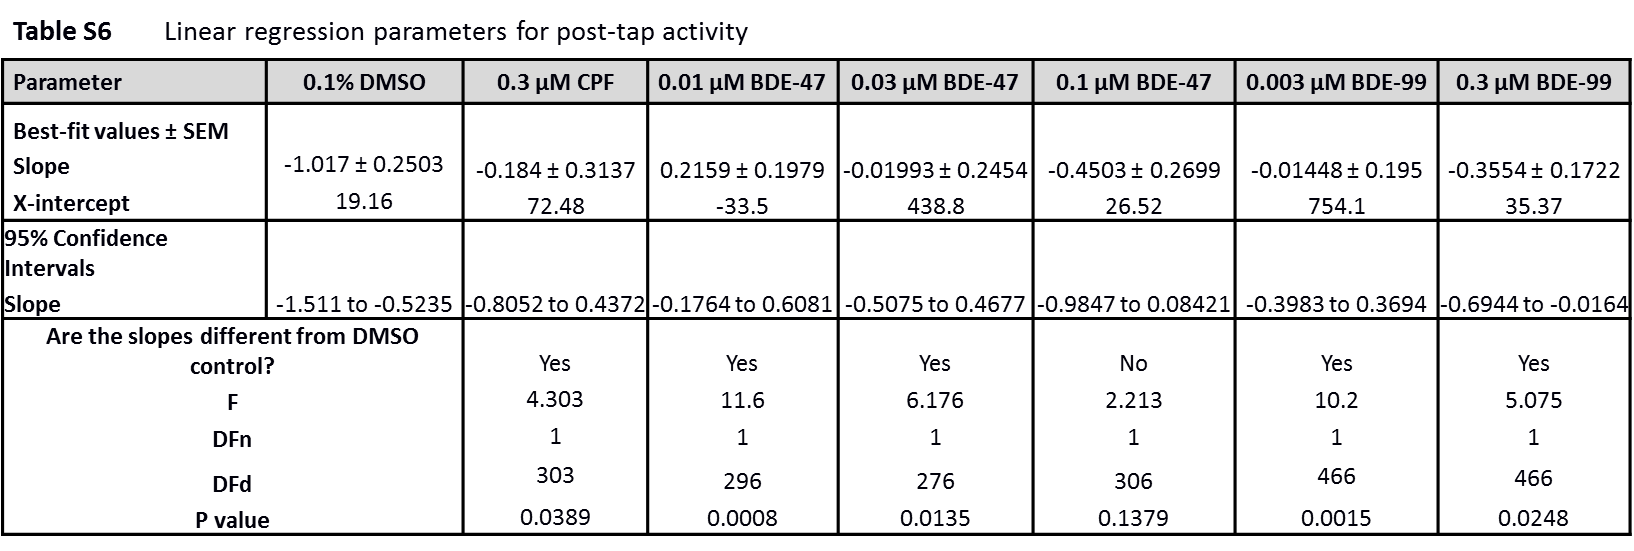 Table S6 Linear regression parameters for post-tap activity
Parameter 0.1% DMSO 0.3 µM CPF 0.01 µM BDE-47 0.03 µM BDE-47 0.1 µM BDE-47 0.003 µM BDE-99 0.3 µM BDE-99
Best-fit values ± SEM
Slope -1.017 ± 0.2503 -0.184 ± 0.3137 0.2159 ± 0.1979 -0.01993 ± 0.2454 -0.4503 ± 0.2699 -0.01448 ± 0.195 -0.3554 ± 0.1722
X-intercept 19.16 72.48 -33.5 438.8 26.52 754.1 35.37
95% Confidence
Intervals
Slope -1.511 to -0.5235 -0.8052 to 0.4372 -0.1764 to 0.6081 -0.5075 to 0.4677 -0.9847 to 0.08421 -0.3983 to 0.3694 -0.6944 to -0.0164
Are the slopes different from DMSO
control? Yes Yes Yes No Yes Yes
F 4.303 11.6 6.176 2.213 10.2 5.075
DFn 1 1 1 1 1 1
DFd 303 296 276 306 466 466
P value 0.0389 0.0008 0.0135 0.1379 0.0015 0.0248